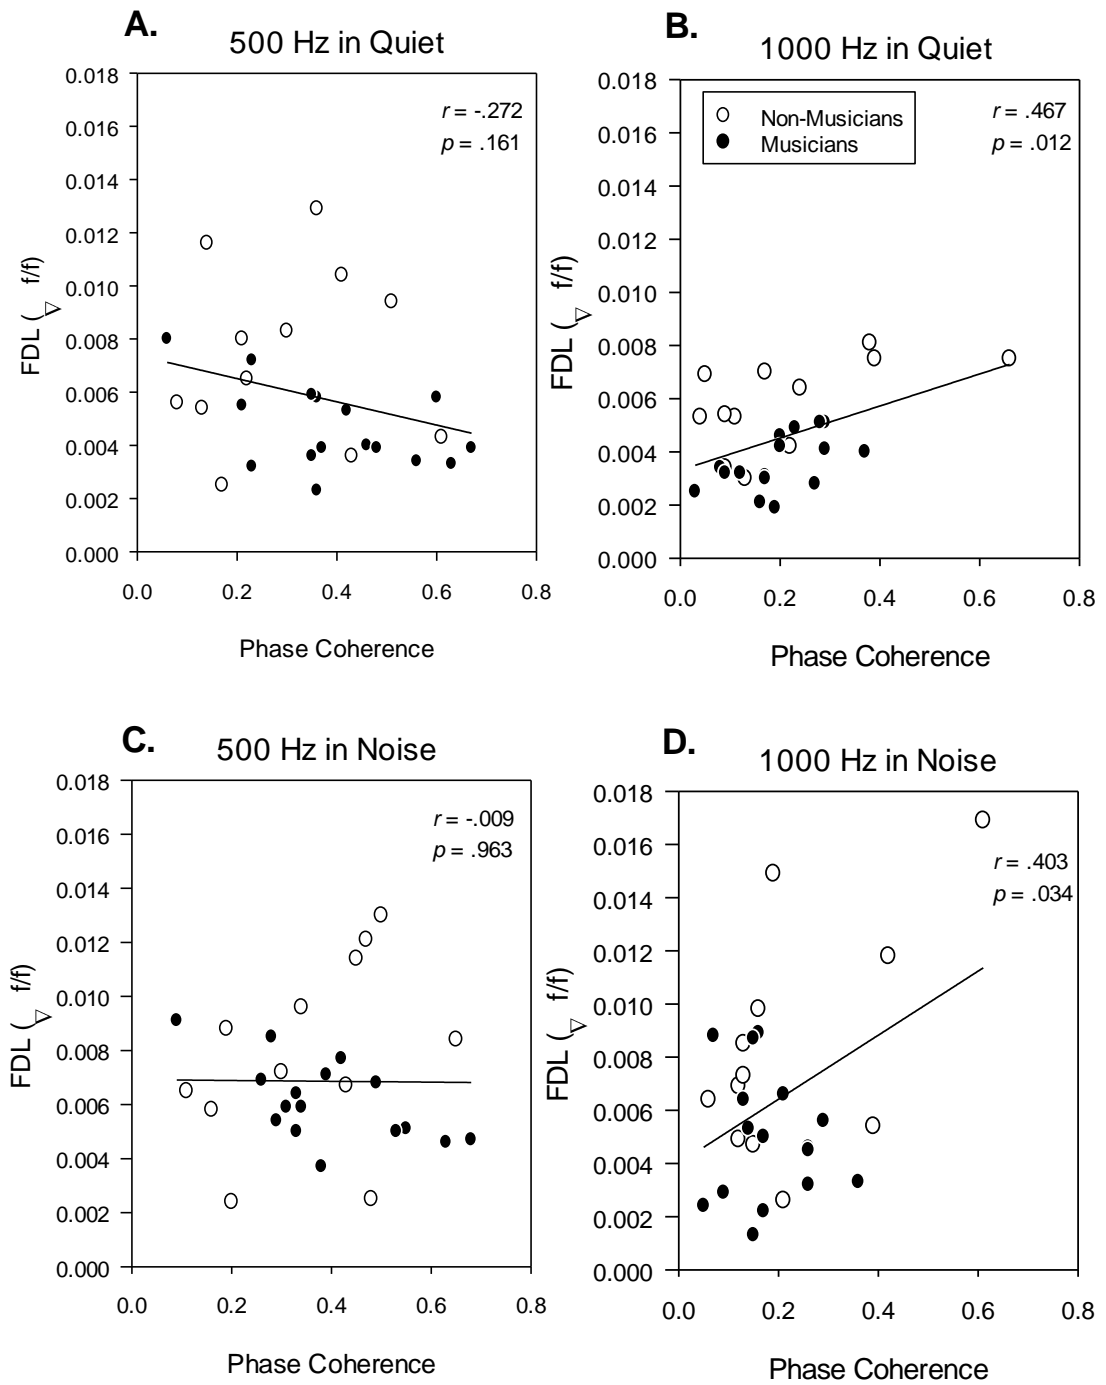 A.
500 Hz in Quiet
r = -.272
p = .161
0.018
0.016
0.014
0.012
0.010
0.008
0.006
0.004
0.002
0.000
FDL (▽ f/f)
0.0 0.2 0.4 0.6 0.8
Phase Coherence
B.
1000 Hz in Quiet
Non-Musicians
Musicians
r = .467
p = .012
0.018
0.016
0.014
0.012
0.010
0.008
0.006
0.004
0.002
0.000
FDL (▽ f/f)
0.0 0.2 0.4 0.6 0.8
Phase Coherence
C.
500 Hz in Noise
r = -.009
p = .963
0.018
0.016
0.014
0.012
0.010
0.008
0.006
0.004
0.002
0.000
FDL (▽ f/f)
0.0 0.2 0.4 0.6 0.8
Phase Coherence
D.
1000 Hz in Noise
r = .403
p = .034
0.018
0.016
0.014
0.012
0.010
0.008
0.006
0.004
0.002
0.000
FDL (▽ f/f)
0.0 0.2 0.4 0.6 0.8
Phase Coherence